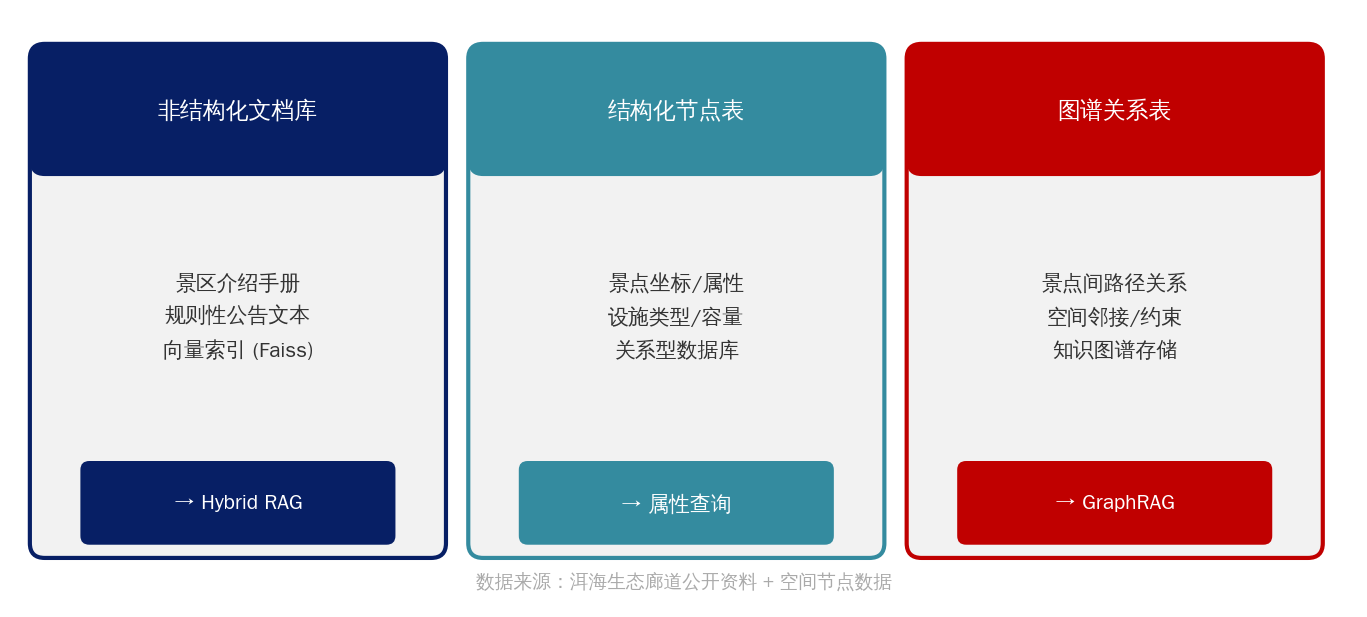 非结构化文档库
景区介绍手册
规则性公告文本
向量索引 (Faiss)
→ Hybrid RAG
结构化节点表
景点坐标/属性
设施类型/容量
关系型数据库
→ 属性查询
图谱关系表
景点间路径关系
空间邻接/约束
知识图谱存储
→ GraphRAG
数据来源：洱海生态廊道公开资料 + 空间节点数据